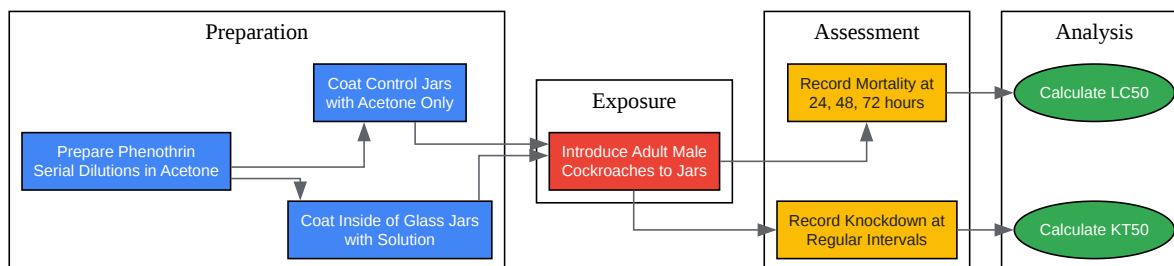 Preparation
Prepare Phenothrin
Serial Dilutions in Acetone
Coat Control Jars
with Acetone Only
Coat Inside of Glass Jars
with Solution
Exposure
Introduce Adult Male
Cockroaches to Jars
Assessment
Record Mortality at
24, 48, 72 hours
Record Knockdown at
Regular Intervals
Analysis
Calculate LC50
Calculate KT50